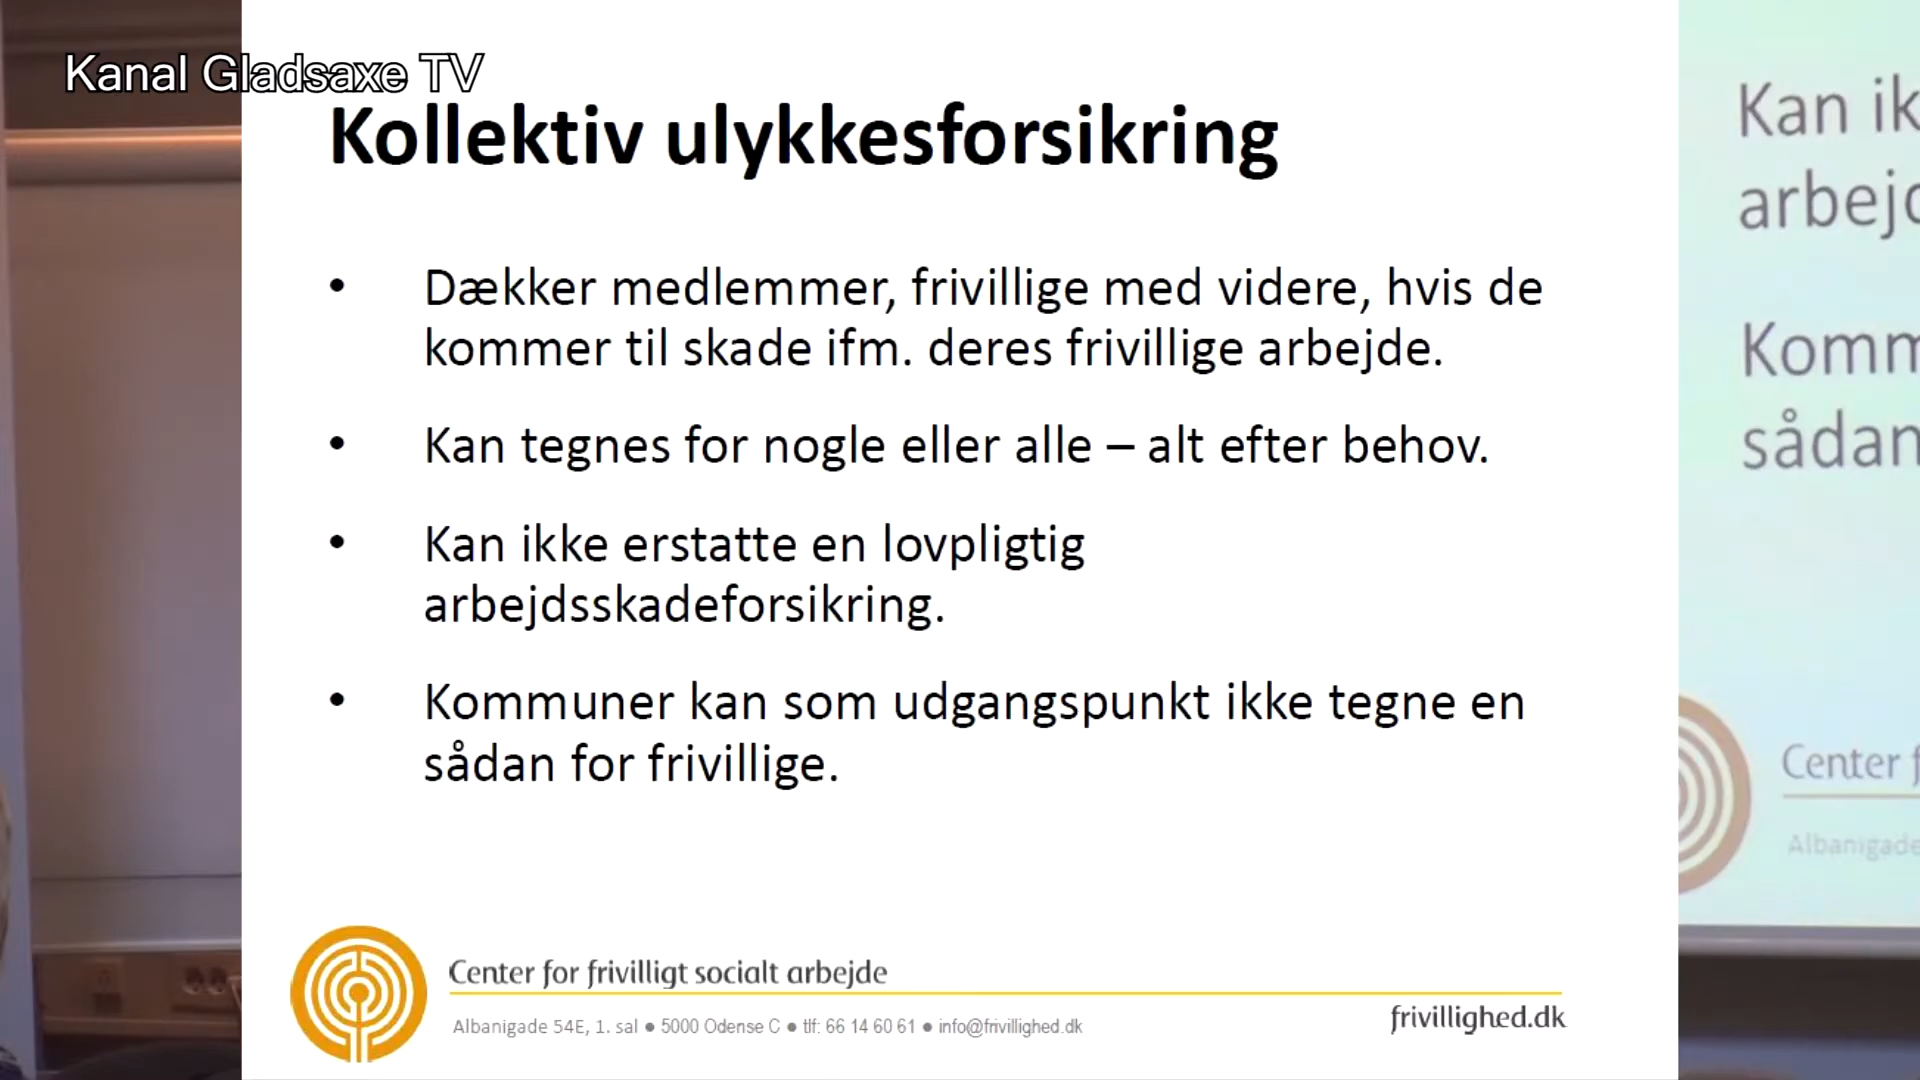 Kanal Gladsaxe TV
Kollektiv ulykkesforsikring
• Dækker medlemmer, frivillige med videre, hvis de
kommer til skade ifm. deres frivillige arbejde.
• Kan tegnes for nogle eller alle – alt efter behov.
• Kan ikke erstatte en lovpligtig
arbejdsskadeforsikring.
• Kommuner kan som udgangspunkt ikke tegne en
sådan for frivillige.
Center for frivilligt socialt arbejde
Albanigade 54E, 1. sal ● 5000 Odense C ● tlf: 66 14 60 61 ● info@frivillighed.dk
frivillighed.dk
Kan ik
arbejd
Komm
sådan
Center f
Albanigade